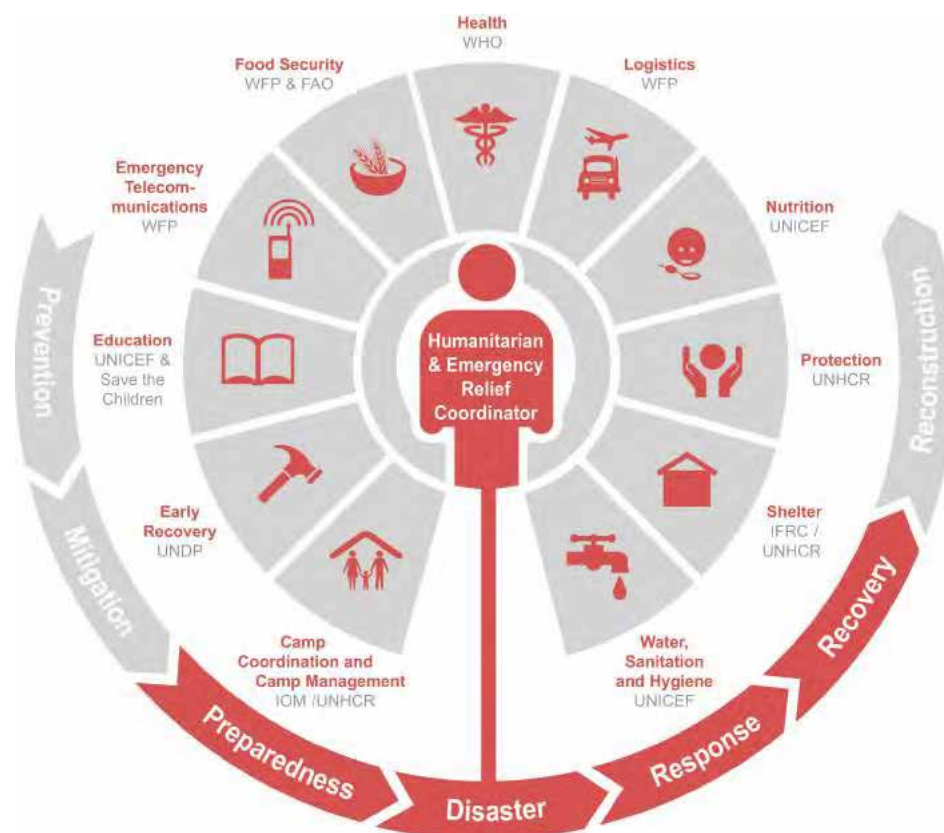 Health
WHO
Food Security
WFP & FAO
Logistics
WFP
Emergency
Telecom-
munications
WFP
Nutrition
UNICEF
Education
UNICEF &
Save the
Children
Humanitarian
& Emergency
Relief
Coordinator
Protection
UNHCR
Early
Recovery
UNDP
Shelter
IFRC /
UNHCR
Camp
Coordination and
Camp Management
IOM /UNHCR
Water,
Sanitation
and Hygiene
UNICEF
Prevention
Mitigation
Preparedness
Disaster
Response
Recovery
Reconstruction